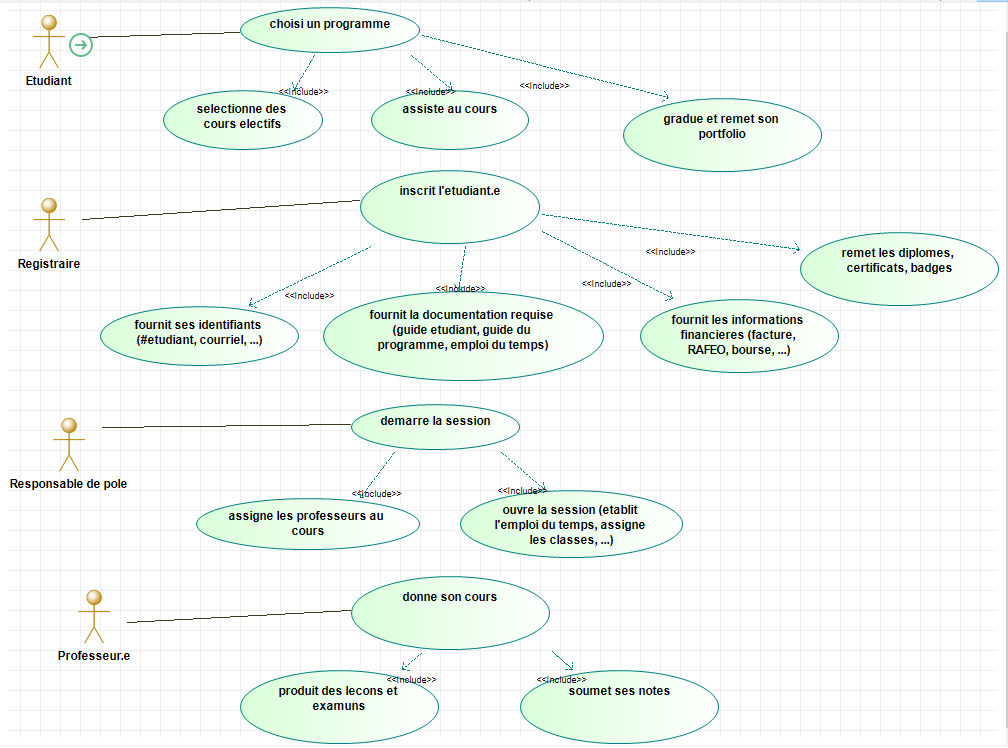 choisi un programme
Etudiant
<<Include>>
<<Include>>
<<Include>>
selectionne des
cours electifs
assiste au cours
gradue et remet son
portfolio
inscrit l'etudiant.e
Registraire
<<Include>>
remet les diplomes,
certificats, badges
<<Include>>
<<Include>>
<<Include>>
fournit ses identifiants
(#etudiant, courriel, ...)
fournit la documentation requise
(guide etudiant, guide du
programme, emploi du temps)
fournit les informations
financieres (facture,
RAFEO, bourse, ...)
demarre la session
Responsable de pole
<<Include>>
<<Include>>
assigne les professeurs au
cours
ouvre la session (etablit
l'emploi du temps, assigne
les classes, ...)
donne son cours
Professeur.e
<<Include>>
<<Include>>
produit des lecons et
examuns
soumet ses notes